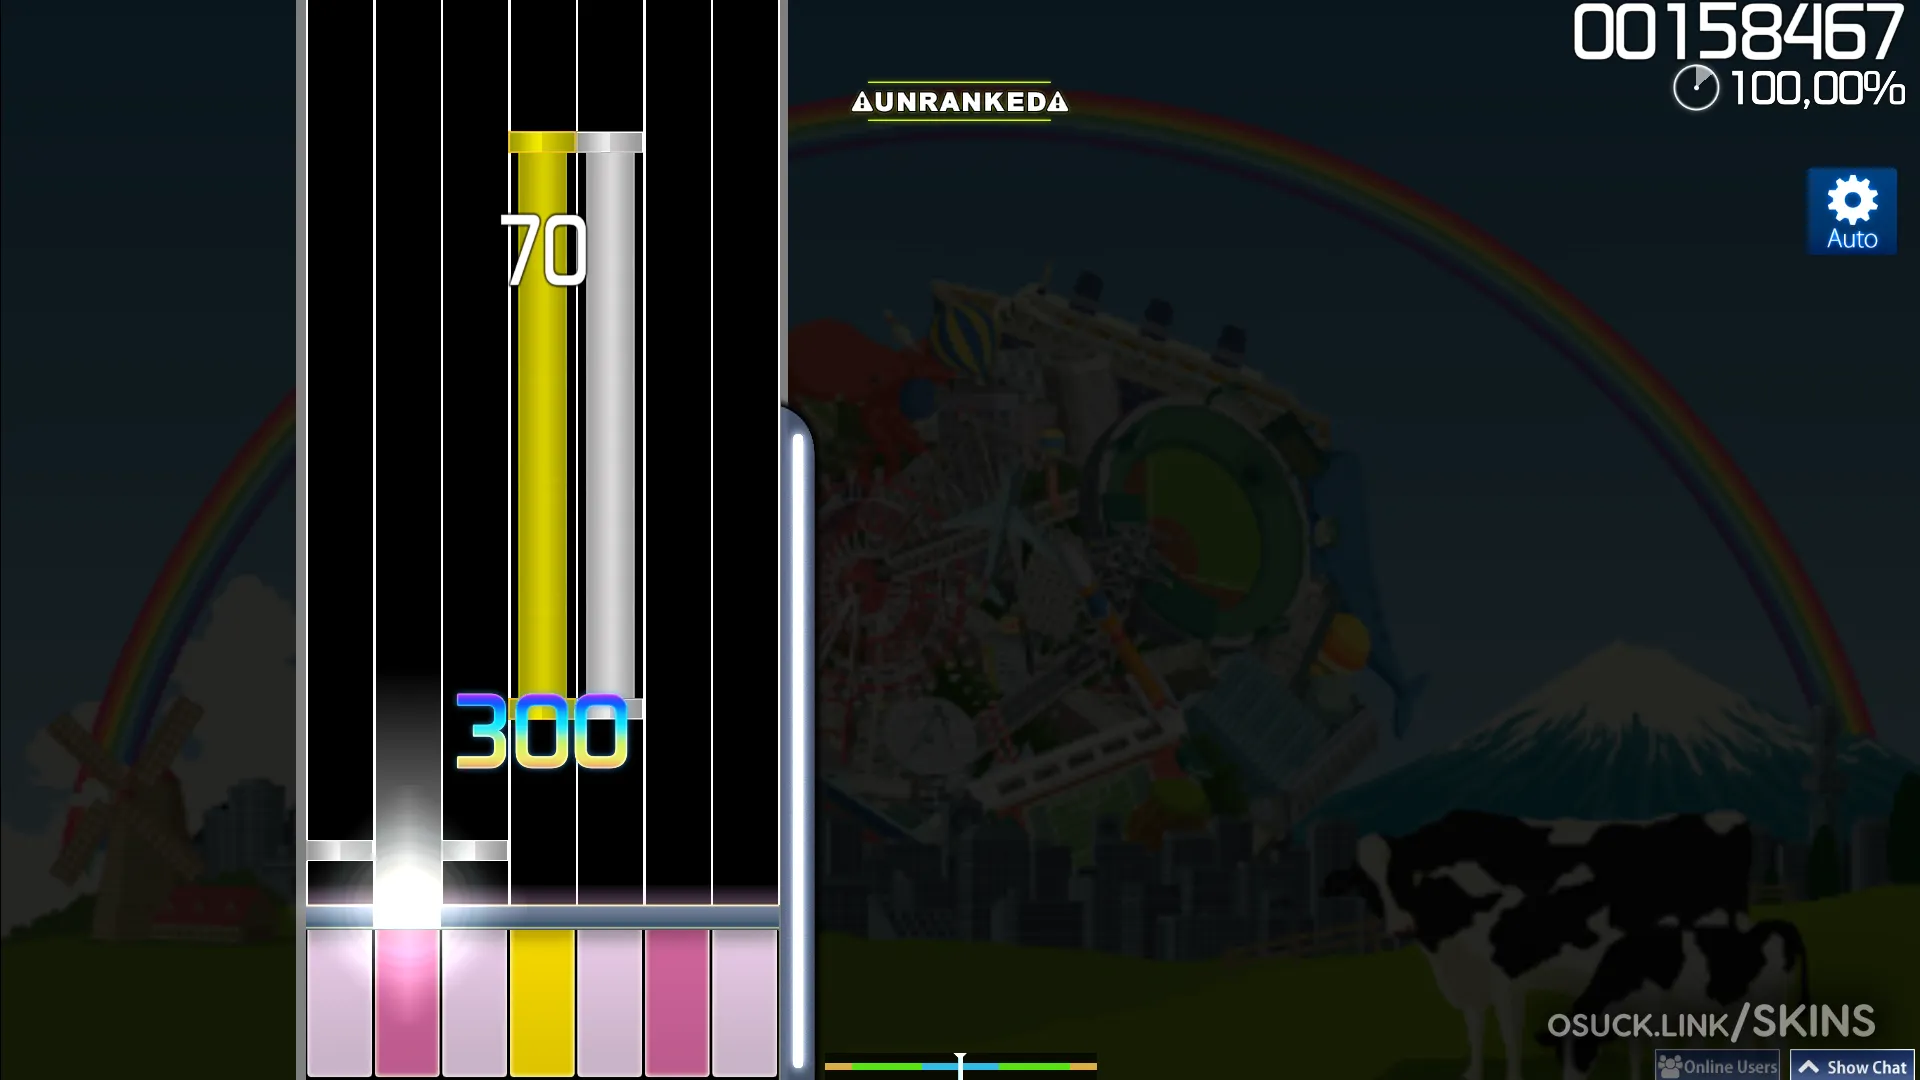 00158467
100,00%
⚠UNRANKED⚠
Auto
70
300
OSUCK.LINK/SKINS
Online Users
Show Chat